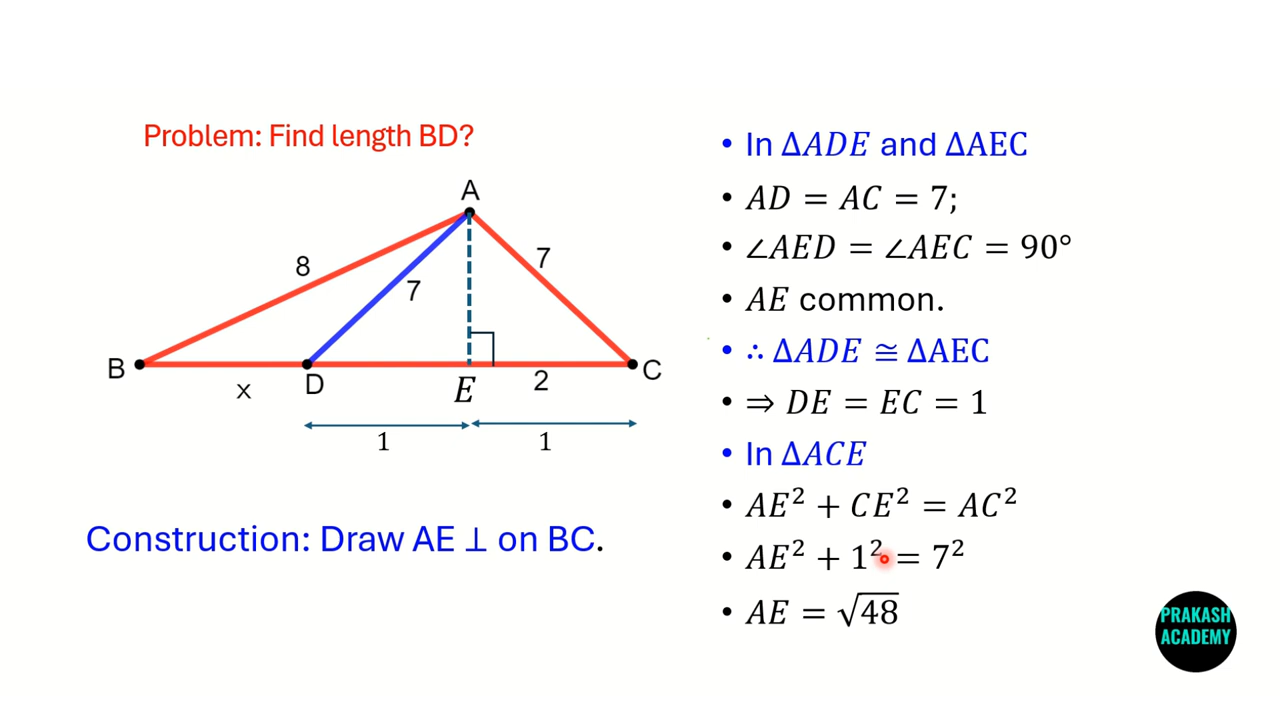 Problem: Find length BD?
A
8
7
7
B
x
D
E
2
C
1
1
Construction: Draw AE ⊥ on BC.
• In ΔADE and ΔAEC
• AD = AC = 7;
• ∠AED = ∠AEC = 90°
• AE common.
• ∴ ΔADE ≅ ΔAEC
• ⇒ DE = EC = 1
• In ΔACE
• AE² + CE² = AC²
• AE² + 1² = 7²
• AE = √48
PRAKASH
ACADEMY